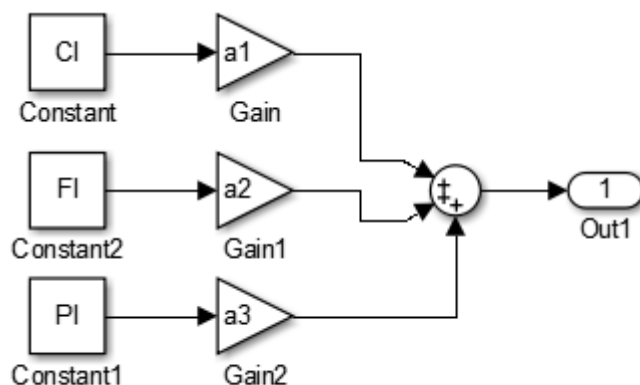 CI
a1
Constant
Gain
FI
a2
1
Constant2
Gain1
Out1
PI
a3
Constant1
Gain2